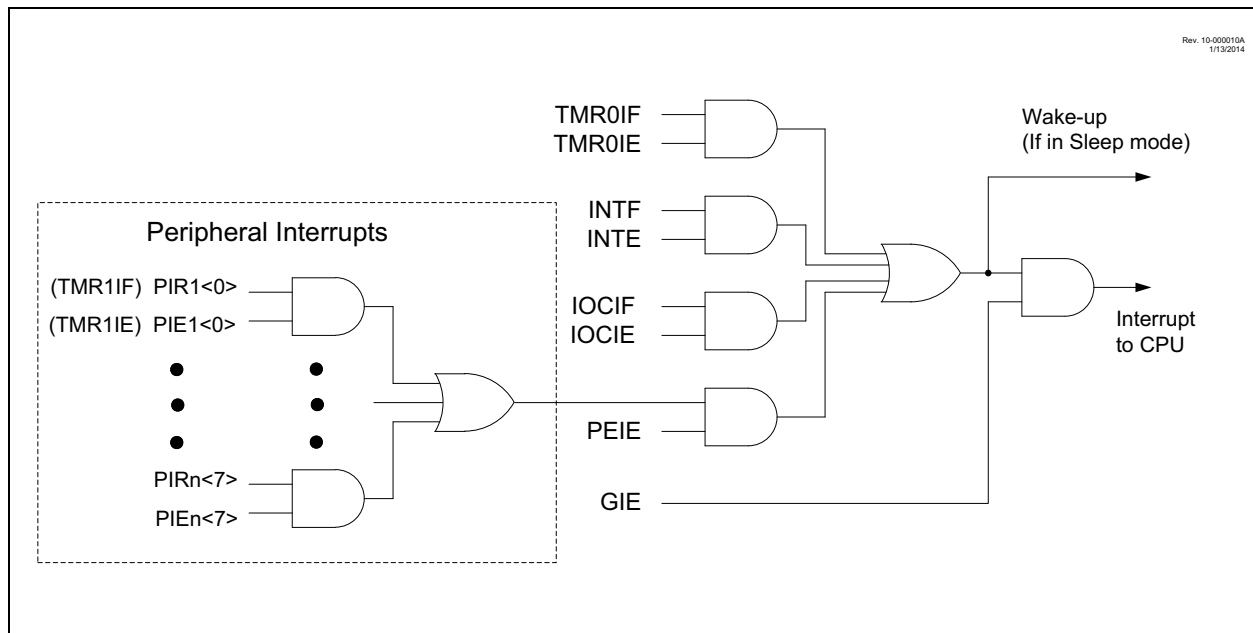 Rev. 10-000010A
1/13/2014
TMR0IF
TMR0IE
Wake-up
(If in Sleep mode)
INTF
INTE
Peripheral Interrupts
(TMR1IF) PIR1<0>
(TMR1IE) PIE1<0>
IOCIF
IOCIE
Interrupt
to CPU
PEIE
PIRn<7>
PIEn<7>
GIE